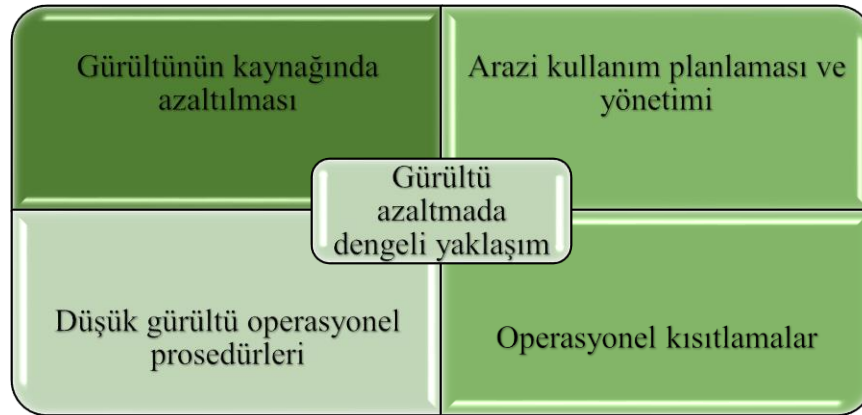 Gürültünün kaynağında
azaltılması
Arazi kullanım planlaması ve
yönetimi
Gürültü
azaltmada
dengeli yaklaşım
Düşük gürültü operasyonel
prosedürleri
Operasyonel kısıtlamalar